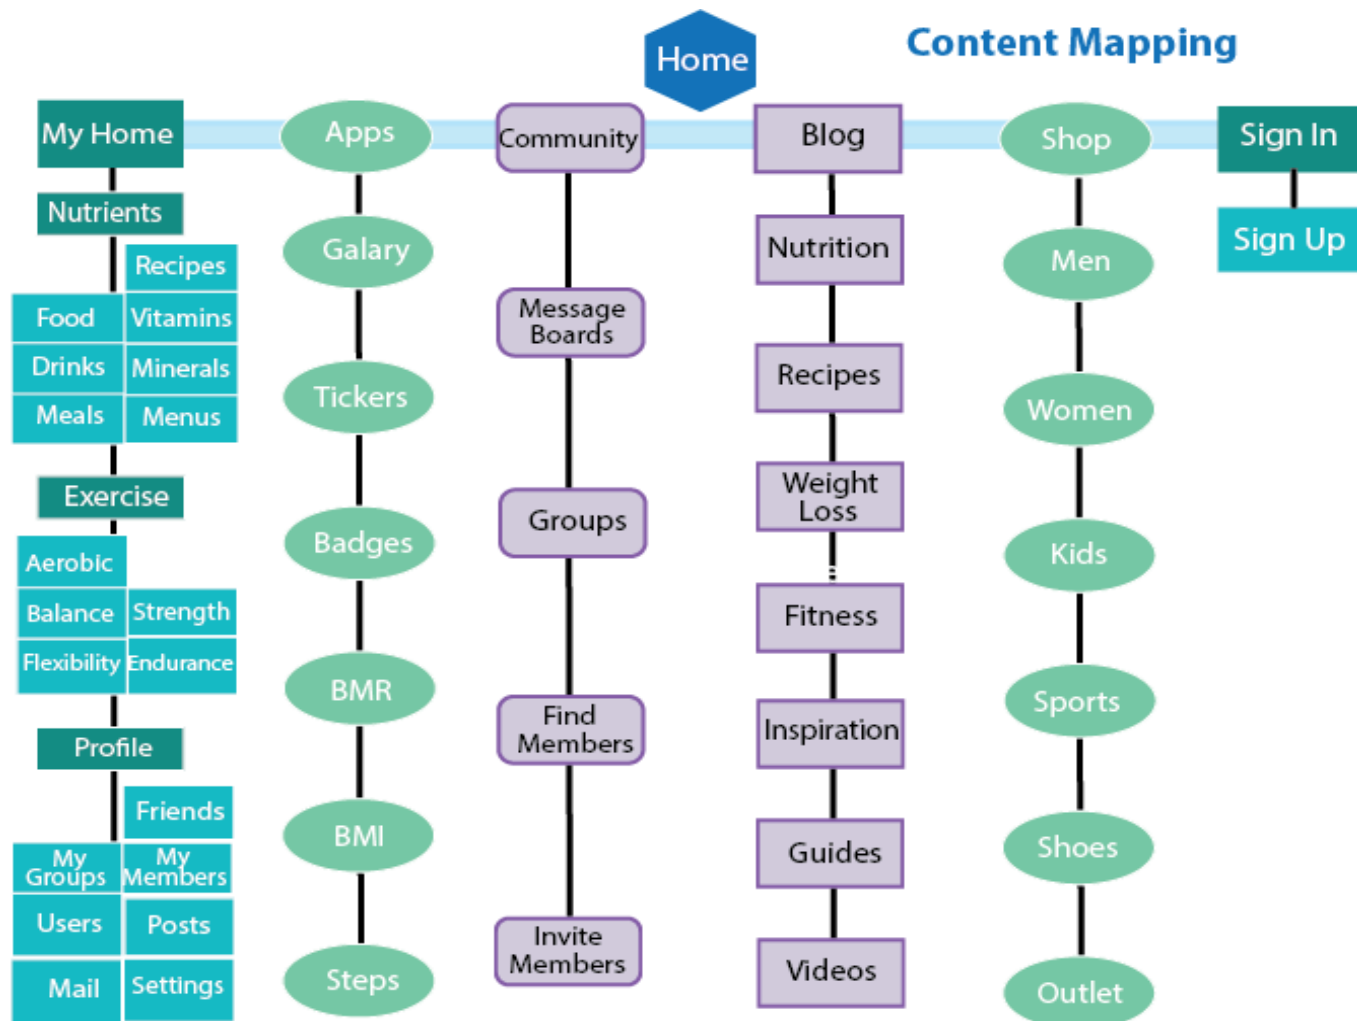 Home
Content Mapping
My Home
Nutrients
Recipes
Food
Vitamins
Drinks
Minerals
Meals
Menus
Exercise
Aerobic
Balance
Strength
Flexibility
Endurance
Profile
Friends
My
Groups
My
Members
Users
Posts
Mail
Settings
Apps
Galary
Tickers
Badges
BMR
BMI
Steps
Community
Message
Boards
Groups
Find
Members
Invite
Members
Blog
Nutrition
Recipes
Weight
Loss
Fitness
Inspiration
Guides
Videos
Shop
Men
Women
Kids
Sports
Shoes
Outlet
Sign In
Sign Up